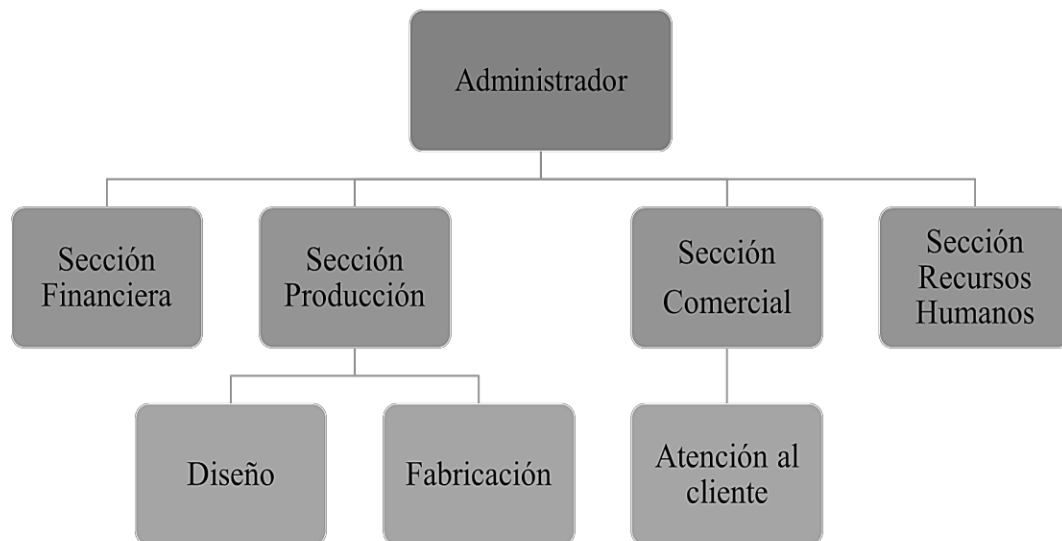 Administrador
Sección
Financiera
Sección
Producción
Sección
Comercial
Sección
Recursos
Humanos
Diseño
Fabricación
Atención al
cliente